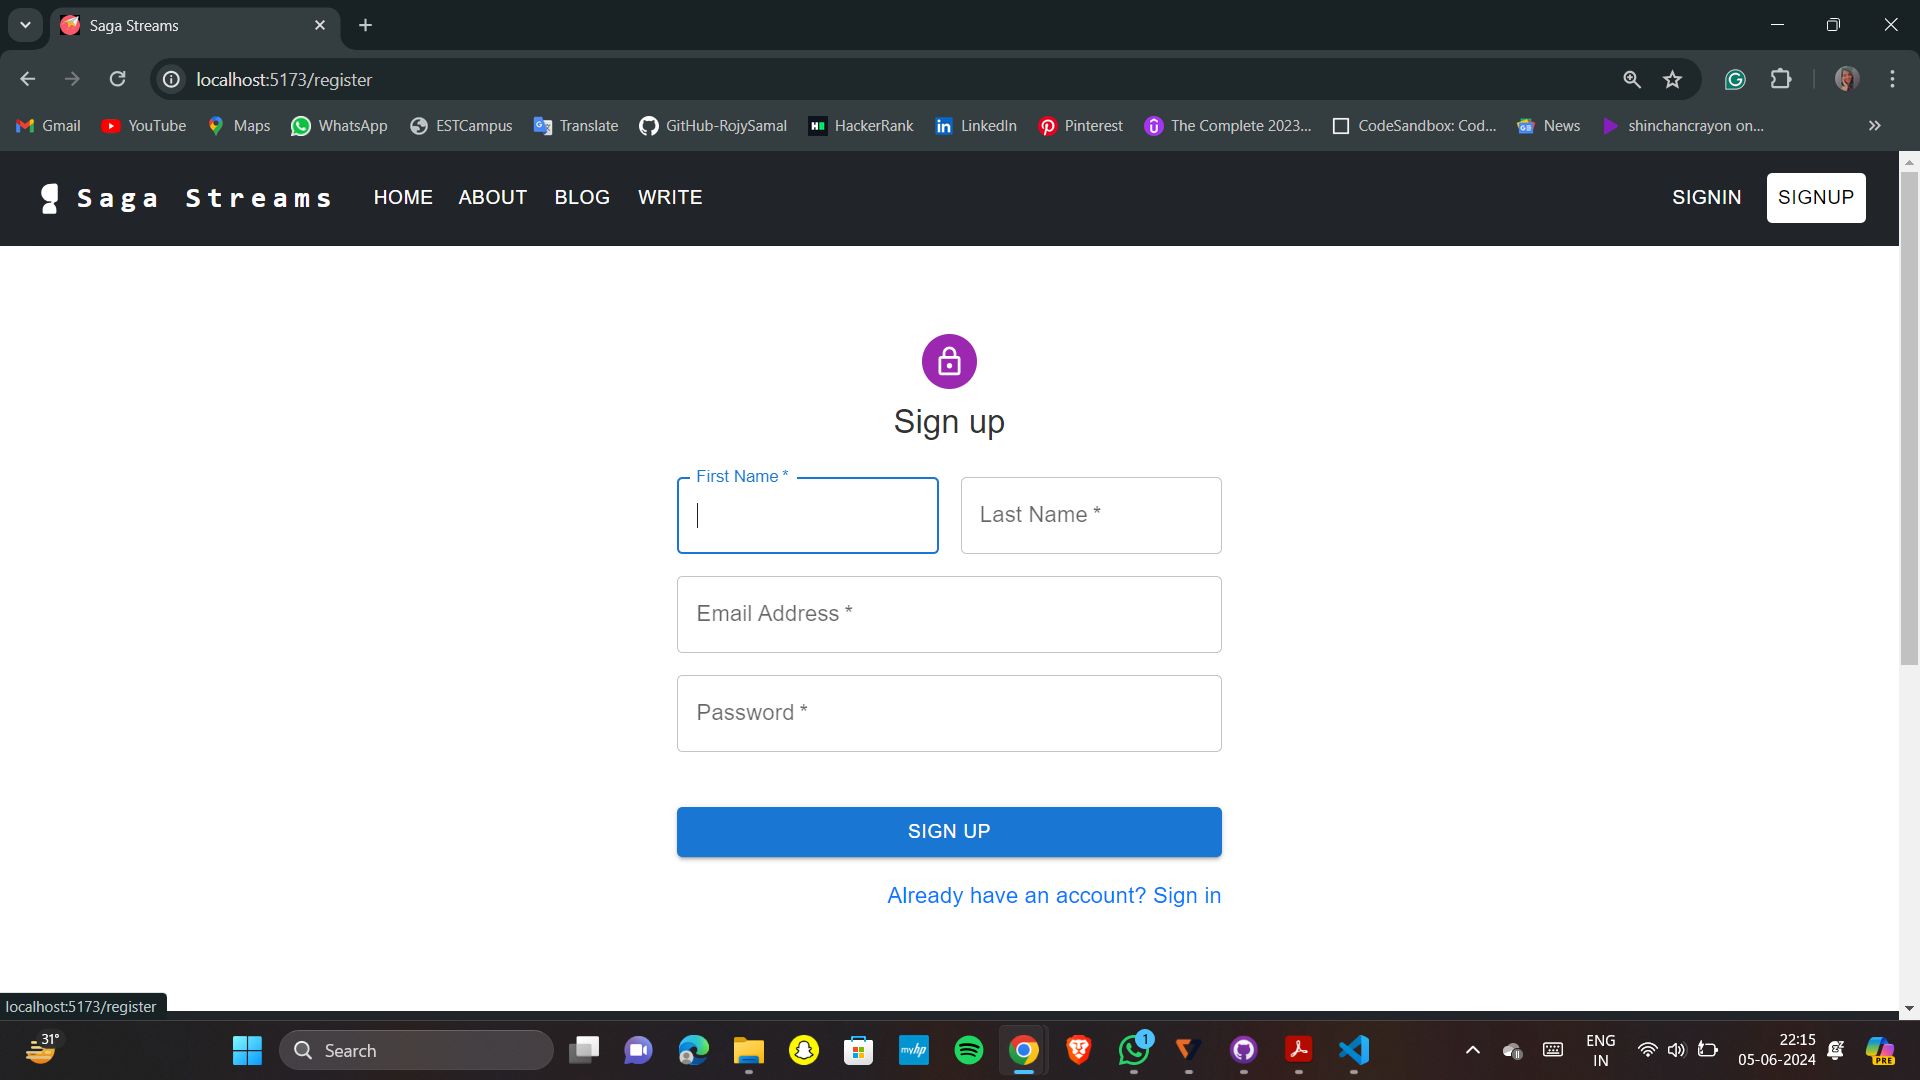 Saga Streams
localhost:5173/register
Gmail YouTube Maps WhatsApp ESTCampus Translate GitHub-RojySamal HackerRank LinkedIn Pinterest The Complete 2023... CodeSandbox: Cod... News shinchancrayon on...
Saga Streams HOME ABOUT BLOG WRITE SIGNIN SIGNUP
Sign up
First Name *
Last Name *
Email Address *
Password *
SIGN UP
Already have an account? Sign in
localhost:5173/register
31°
Search
myhp
1
ENG
IN
22:15
05-06-2024
PRE